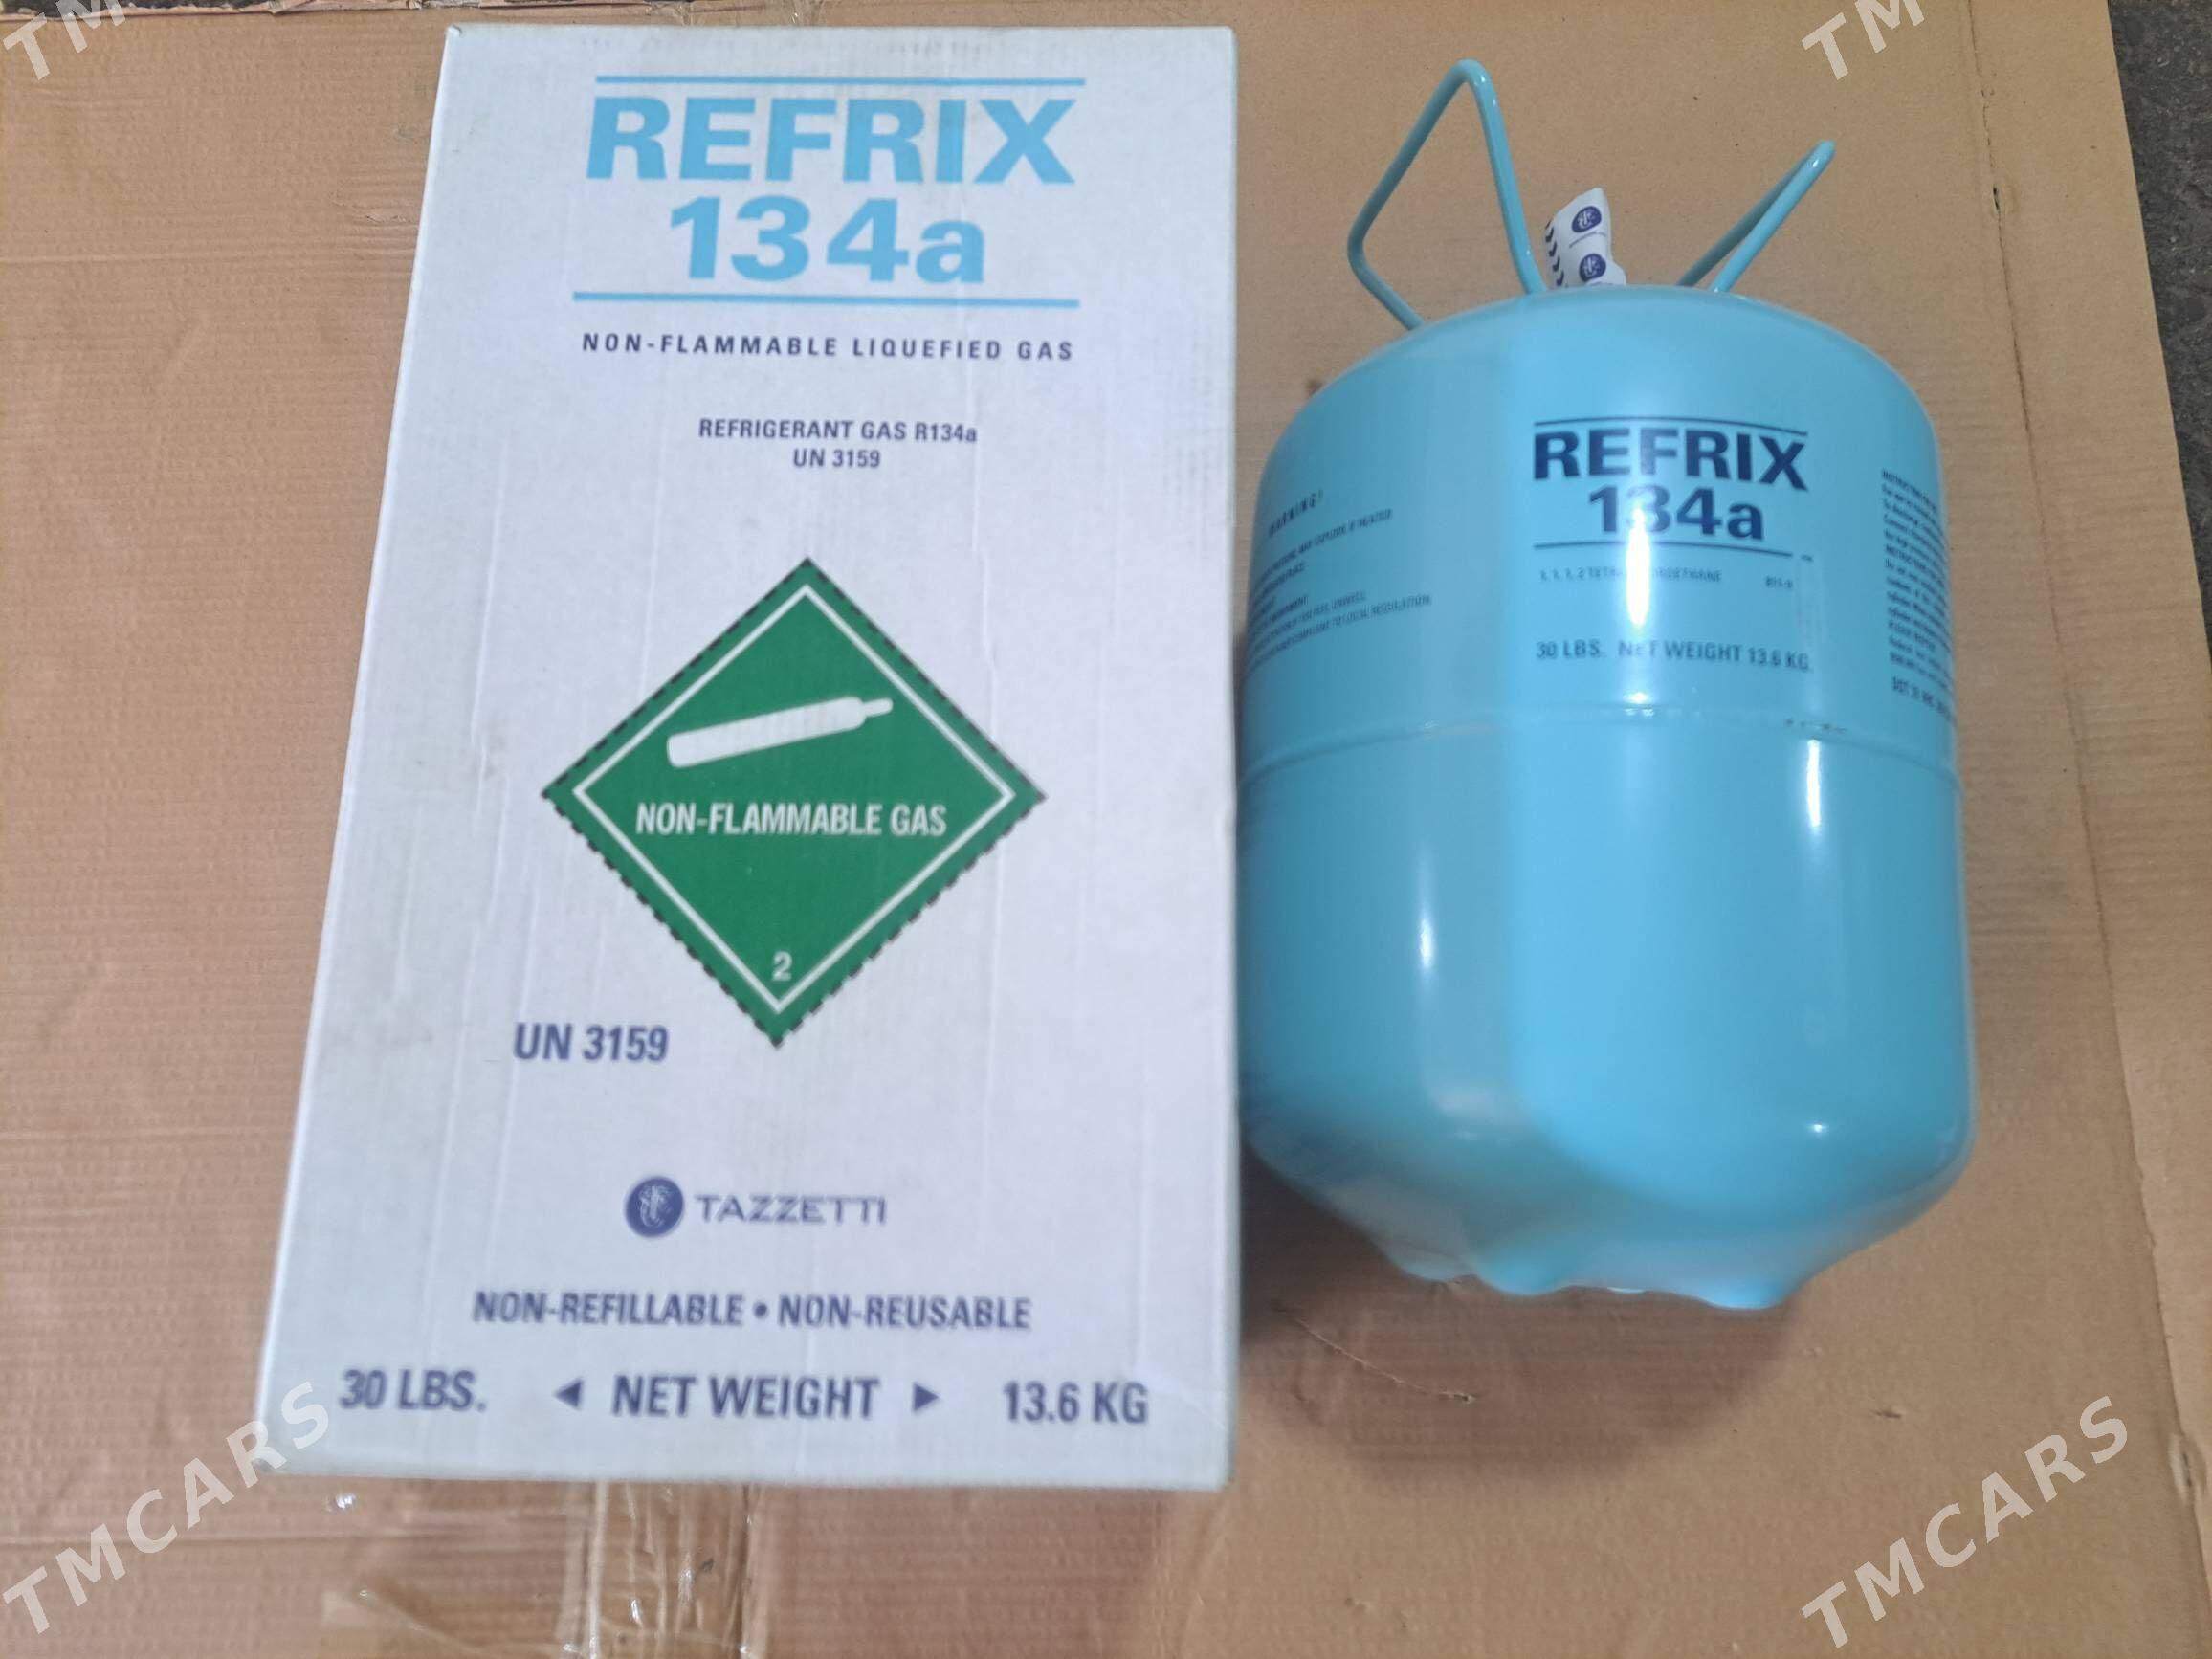 REFRIX
134a
NON-FLAMMABLE LIQUEFIED GAS
REFRIGERANT GAS R134a
UN 3159
NON-FLAMMABLE GAS
2
UN 3159
TAZZETTI
NON-REFILLABLE • NON-REUSABLE
30 LBS. ◄ NET WEIGHT ► 13.6 KG
REFRIX
134a
30 LBS. NET WEIGHT 13.6 KG.
WARNING!
TM
TM
TMCARS
TMCARS